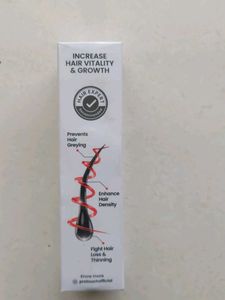 INCREASE
HAIR VITALITY
& GROWTH
HAIR EXPERT
Prevents
Hair
Greying
Enhance
Hair
Density
Fight Hair
Loss &
Thinning
Know more